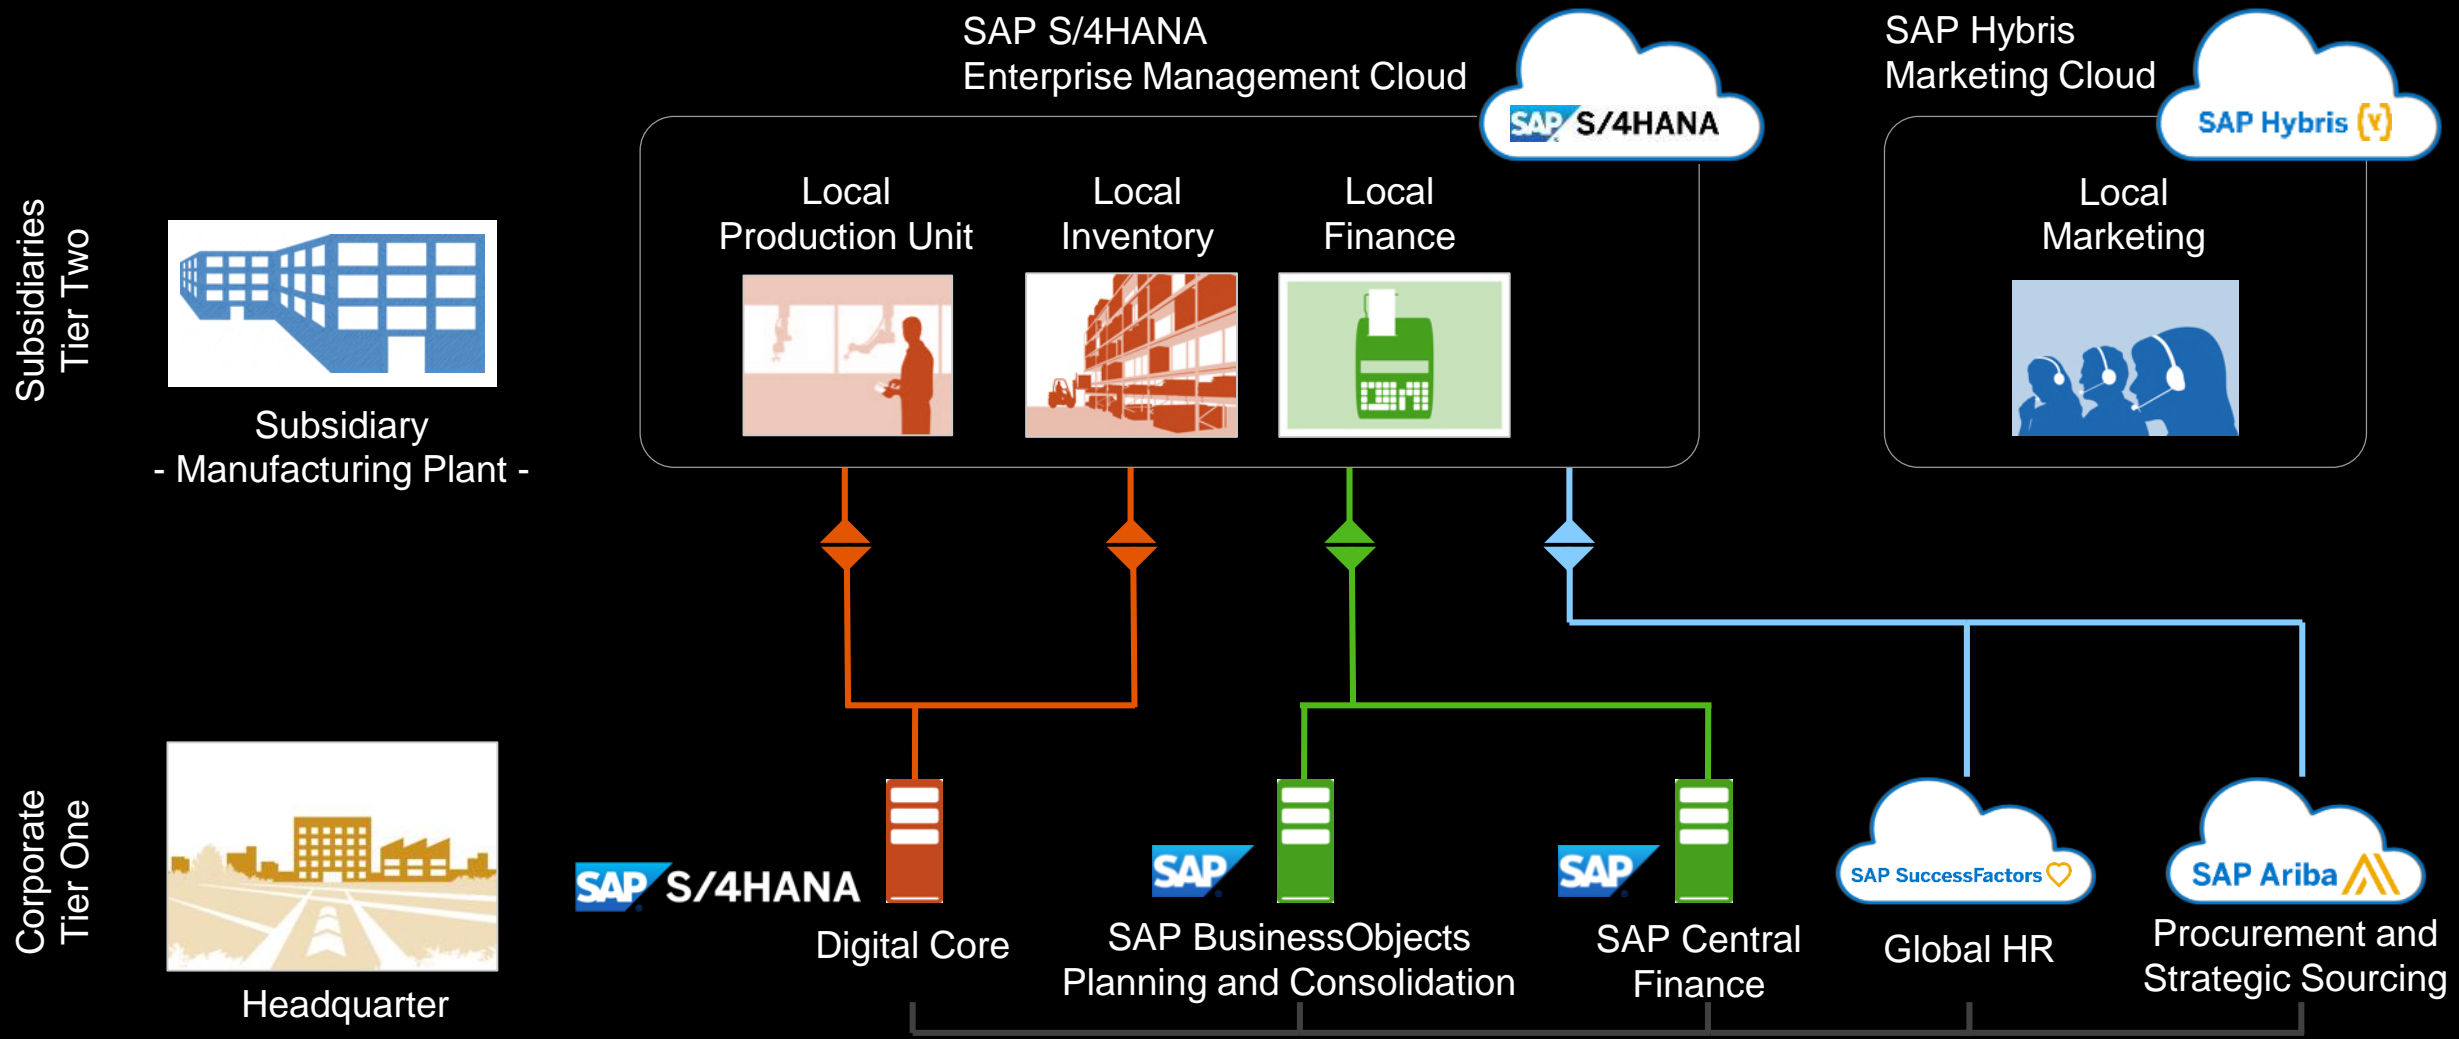 SAP S/4HANA
Enterprise Management Cloud
SAP S/4HANA
SAP Hybris
Marketing Cloud
SAP Hybris (Y)
Subsidiaries
Tier Two
Subsidiary
- Manufacturing Plant -
Local
Production Unit
Local
Inventory
Local
Finance
Local
Marketing
Corporate
Tier One
Headquarter
SAP S/4HANA
Digital Core
SAP
SAP BusinessObjects
Planning and Consolidation
SAP
SAP Central
Finance
SAP SuccessFactors
Global HR
SAP Ariba
Procurement and
Strategic Sourcing